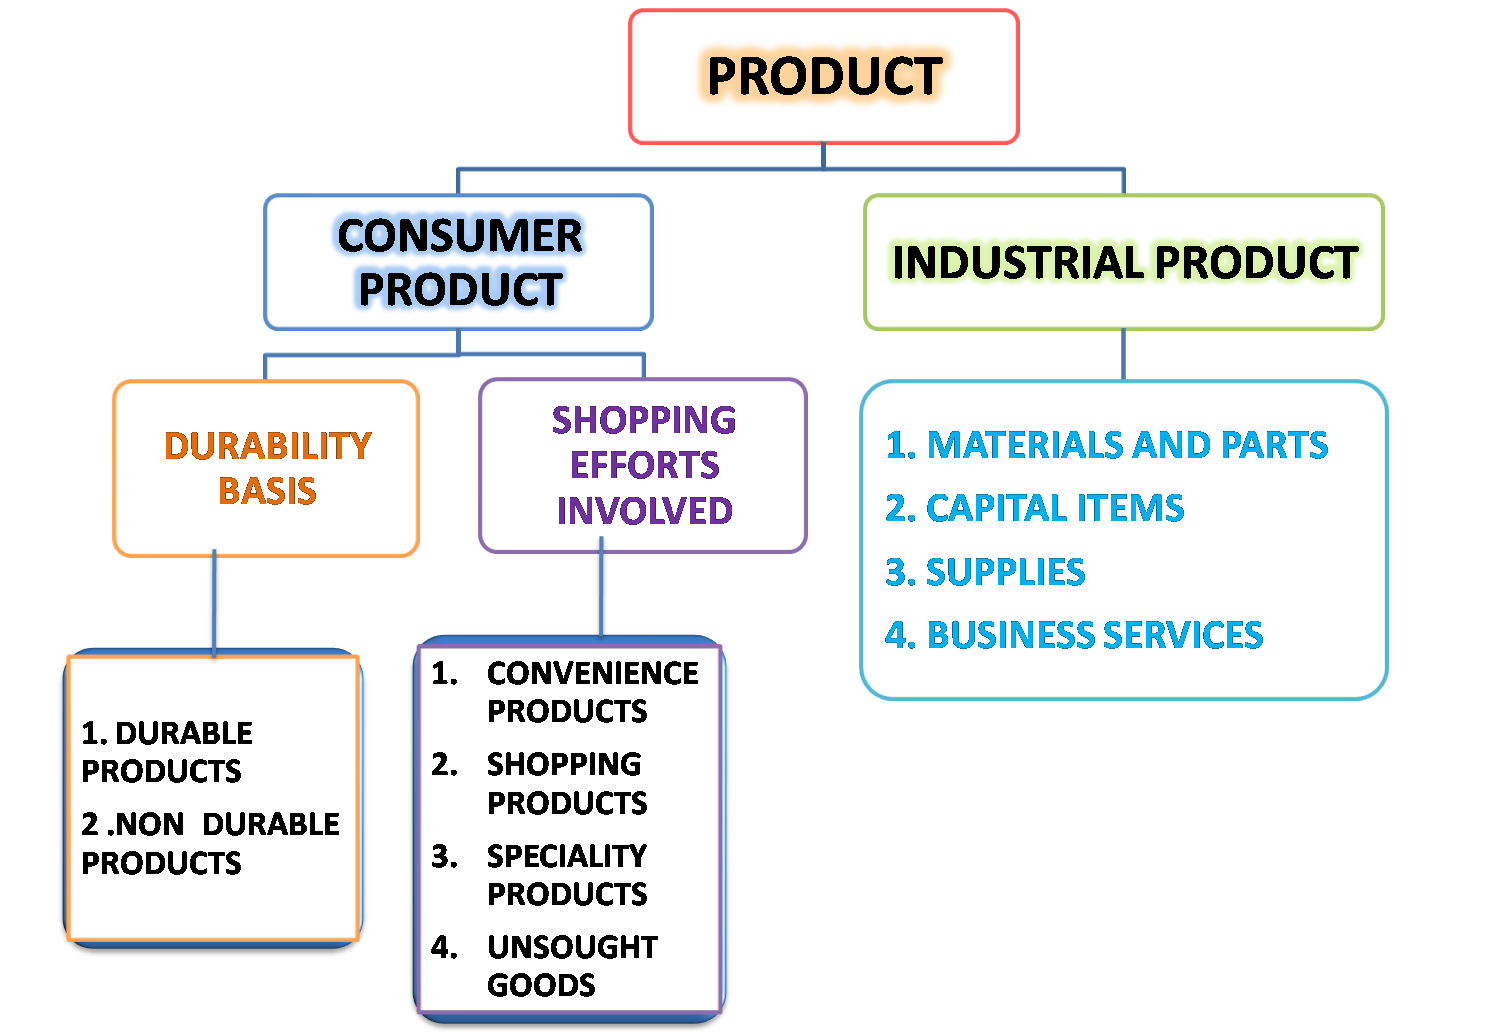 PRODUCT
CONSUMER
PRODUCT
INDUSTRIAL PRODUCT
DURABILITY
BASIS
SHOPPING
EFFORTS
INVOLVED
1. MATERIALS AND PARTS
2. CAPITAL ITEMS
3. SUPPLIES
4. BUSINESS SERVICES
1. DURABLE
PRODUCTS
2 .NON DURABLE
PRODUCTS
1. CONVENIENCE
PRODUCTS
2. SHOPPING
PRODUCTS
3. SPECIALITY
PRODUCTS
4. UNSOUGHT
GOODS